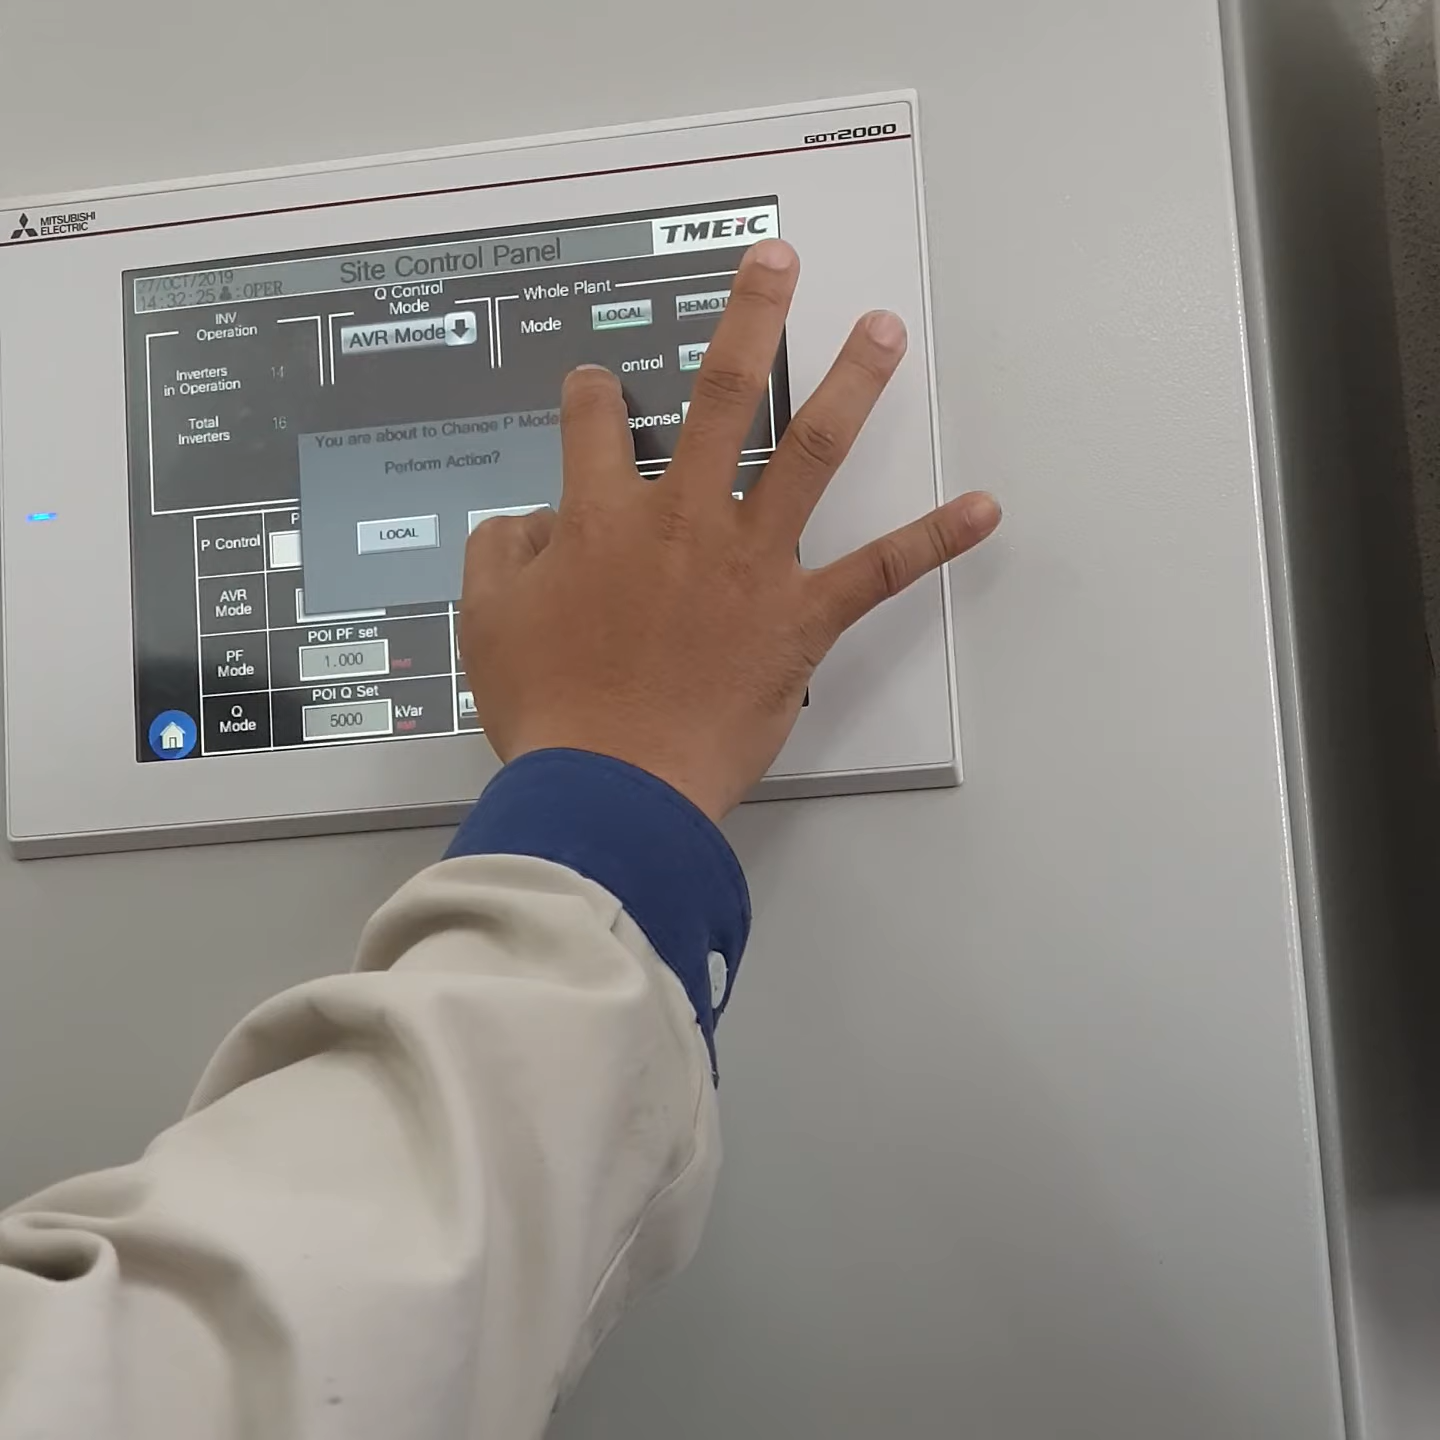 GOT2000
MITSUBISHI
ELECTRIC
TMEiC
Site Control Panel
27/OCT/2019
14:32:25 :OPER
INV
Operation
Inverters
in Operation 14
Total
Inverters 16
Q Control
Mode
AVR Mode
Whole Plant
Mode LOCAL
You are about to Change P Mode
Perform Action?
LOCAL
P Control
AVR
Mode
PF
Mode
POI PF set
1.000
Q
Mode
POI Q Set
5000 kVar